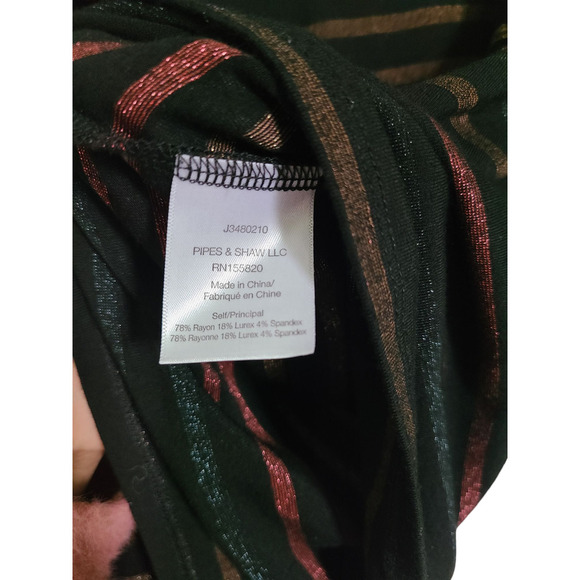 J3480210
PIPES & SHAW LLC
RN155820
Made in China/
Fabriqué en Chine
Self/Principal
78% Rayon 18% Lurex 4% Spandex
78% Rayonne 18% Lurex 4% Spandex